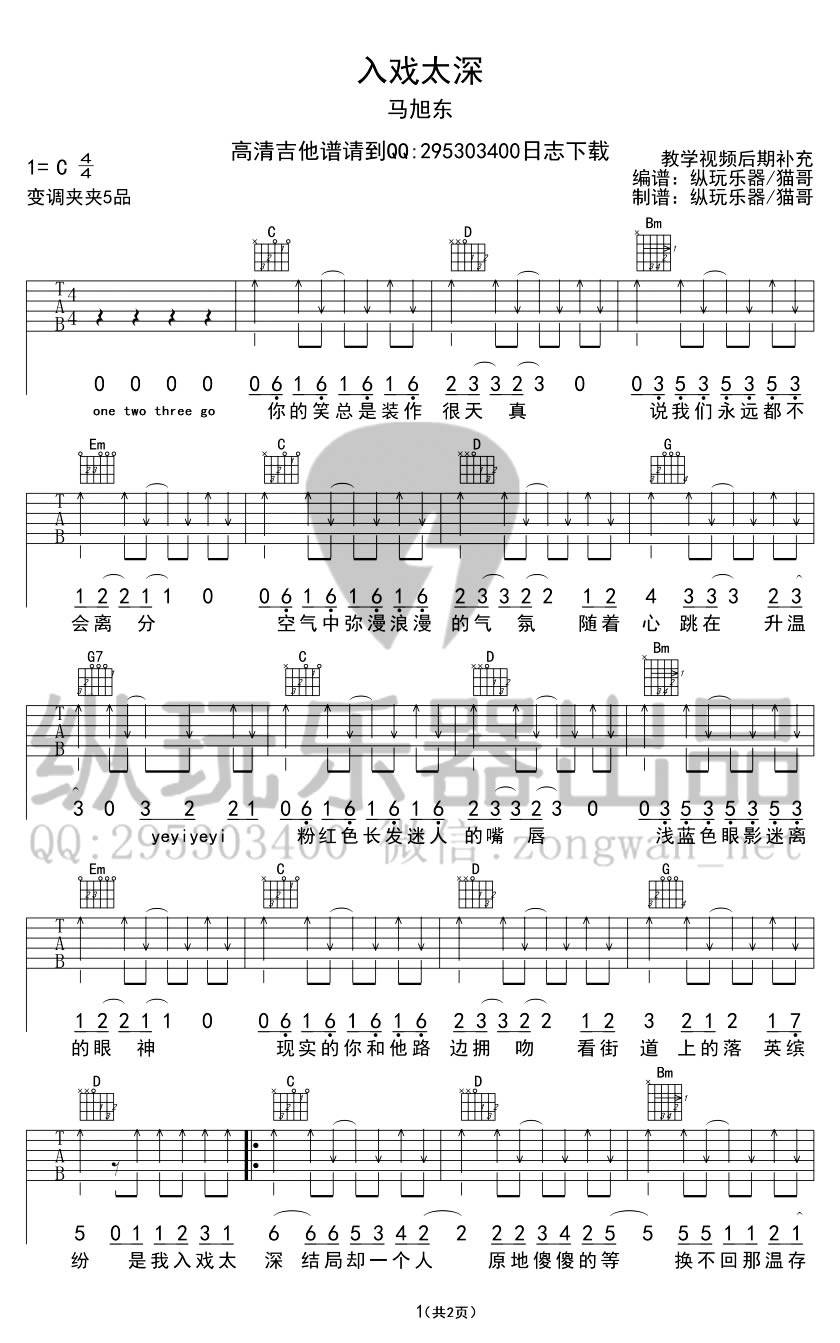 入戏太深
马旭东
高清吉他谱请到QQ:295303400日志下载
1= C 4/4
教学视频后期补充
编谱：纵玩乐器/猫哥
变调夹夹5品
制谱：纵玩乐器/猫哥
C D Bm
0 0 0 0 0 6 1 6 1 6 1 6 2 3 3 2 3 0 0 3 5 3 5 3 5 3
one two three go 你的笑总是装作 很天 真 说我们永远都不
Em C D G
1 2 2 1 1 0 0 6 1 6 1 6 1 6 2 3 3 2 2 1 2 4 3 3 3 2 3
会离 分 空气中弥漫浪漫 的气 氛 随着 心 跳在 升温
G7 C D Bm
纵玩乐器出品
3 0 3 2 2 1 0 6 1 6 1 6 1 6 2 3 3 2 3 0 0 3 5 3 5 3 5 3
yeyiyeyi 粉红色长发迷人 的嘴 唇 浅蓝色眼影迷离
QQ:295303400 微信:zongwan_net
Em C D G
1 2 2 1 1 0 0 6 1 6 1 6 1 6 2 3 3 2 2 1 2 3 2 1 2 1 7
的眼 神 现实的你和他路 边拥 吻 看街 道 上的落 英缤
D C D Bm
5 0 1 1 2 3 1 6 6 6 5 3 4 2 2 2 2 3 4 2 5 5 5 5 1 1 2 1
纷 是我入戏太 深 结局却一个人 原地傻傻的等 换不回那温存
1(共2页)